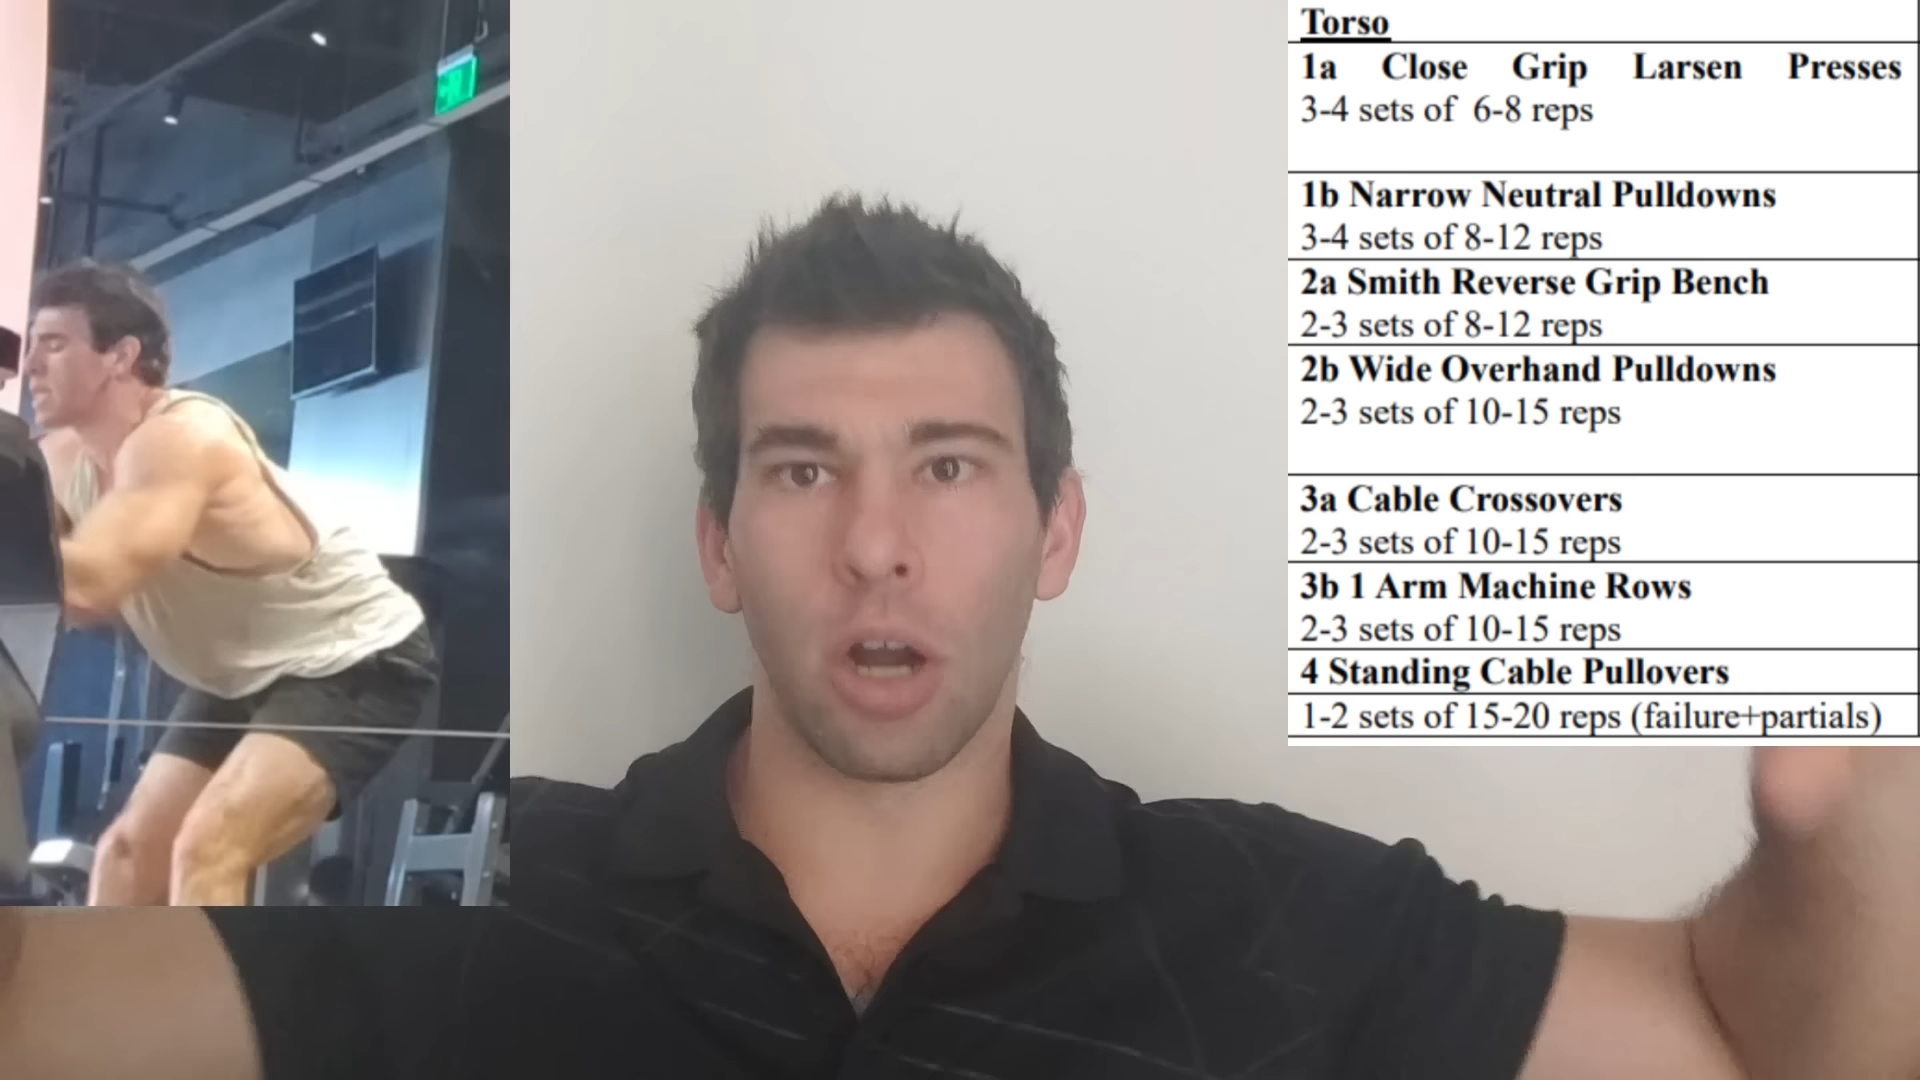 Torso
1a Close Grip Larsen Presses
3-4 sets of 6-8 reps
1b Narrow Neutral Pulldowns
3-4 sets of 8-12 reps
2a Smith Reverse Grip Bench
2-3 sets of 8-12 reps
2b Wide Overhand Pulldowns
2-3 sets of 10-15 reps
3a Cable Crossovers
2-3 sets of 10-15 reps
3b 1 Arm Machine Rows
2-3 sets of 10-15 reps
4 Standing Cable Pullovers
1-2 sets of 15-20 reps (failure+partials)